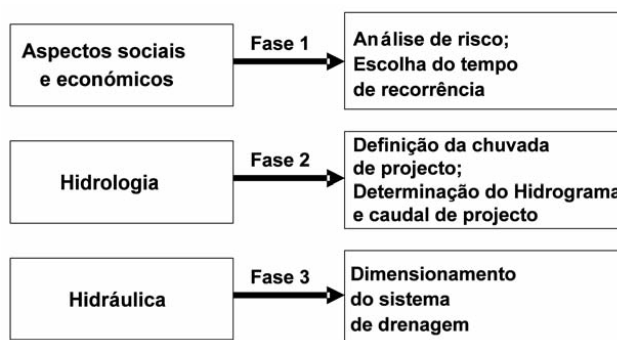 Aspectos sociais
e económicos
Fase 1
Análise de risco;
Escolha do tempo
de recorrência
Hidrologia
Fase 2
Definição da chuvada
de projecto;
Determinação do Hidrograma
e caudal de projecto
Hidráulica
Fase 3
Dimensionamento
do sistema
de drenagem